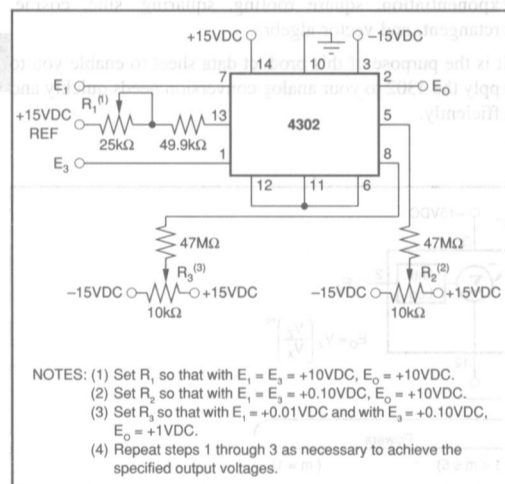 +15VDC
−15VDC
14
10
3
7
2
E₁
E₀
R₁⁽¹⁾
13
4302
5
+15VDC
REF
25kΩ
49.9kΩ
1
8
E₃
12
11
6
47MΩ
47MΩ
R₃⁽³⁾
R₂⁽²⁾
−15VDC
+15VDC
−15VDC
+15VDC
10kΩ
10kΩ
NOTES: (1) Set R₁ so that with E₁ = E₃ = +10VDC, E₀ = +10VDC.
(2) Set R₂ so that with E₁ = E₃ = +0.10VDC, E₀ = +10VDC.
(3) Set R₃ so that with E₁ = +0.01VDC and with E₃ = +0.10VDC,
E₀ = +1VDC.
(4) Repeat steps 1 through 3 as necessary to achieve the
specified output voltages.